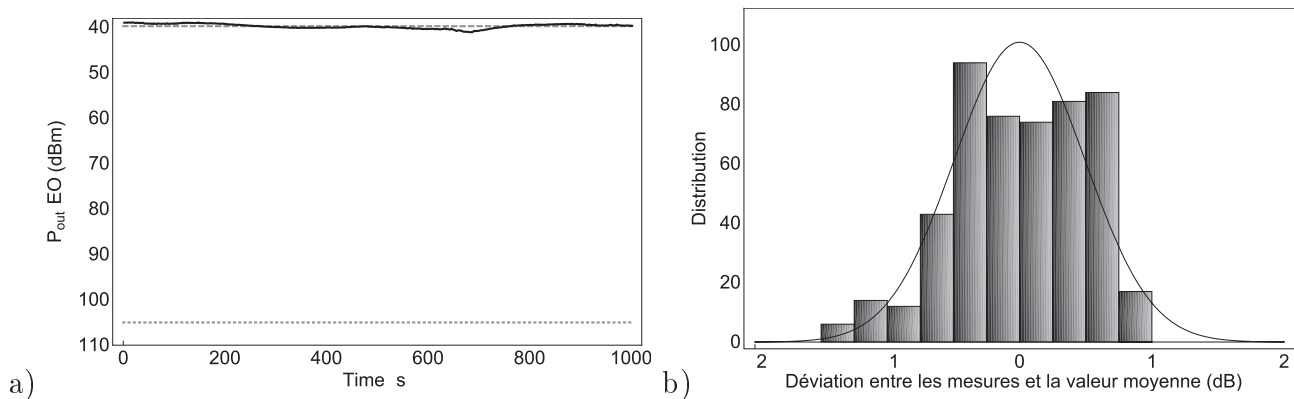 40
50
60
70
80
90
100
110
P_out EO (dBm)
0 200 400 600 800 1000
Time s
a)
100
80
60
40
20
0
Distribution
2 1 0 1 2
Déviation entre les mesures et la valeur moyenne (dB)
b)